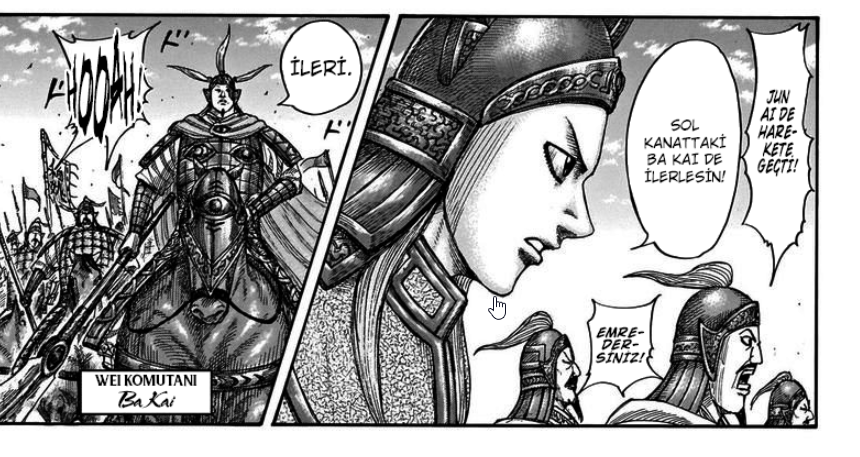 JUN
AI DE
HARE-
KETE
GEÇTİ!
SOL
KANATTAKİ
BA KAI DE
İLERLESİN!
EMRE-
DER-
SİNİZ!
İLERİ.
ド
ド
ド
HOOAH!
WEI KOMUTANI
Ba Kai